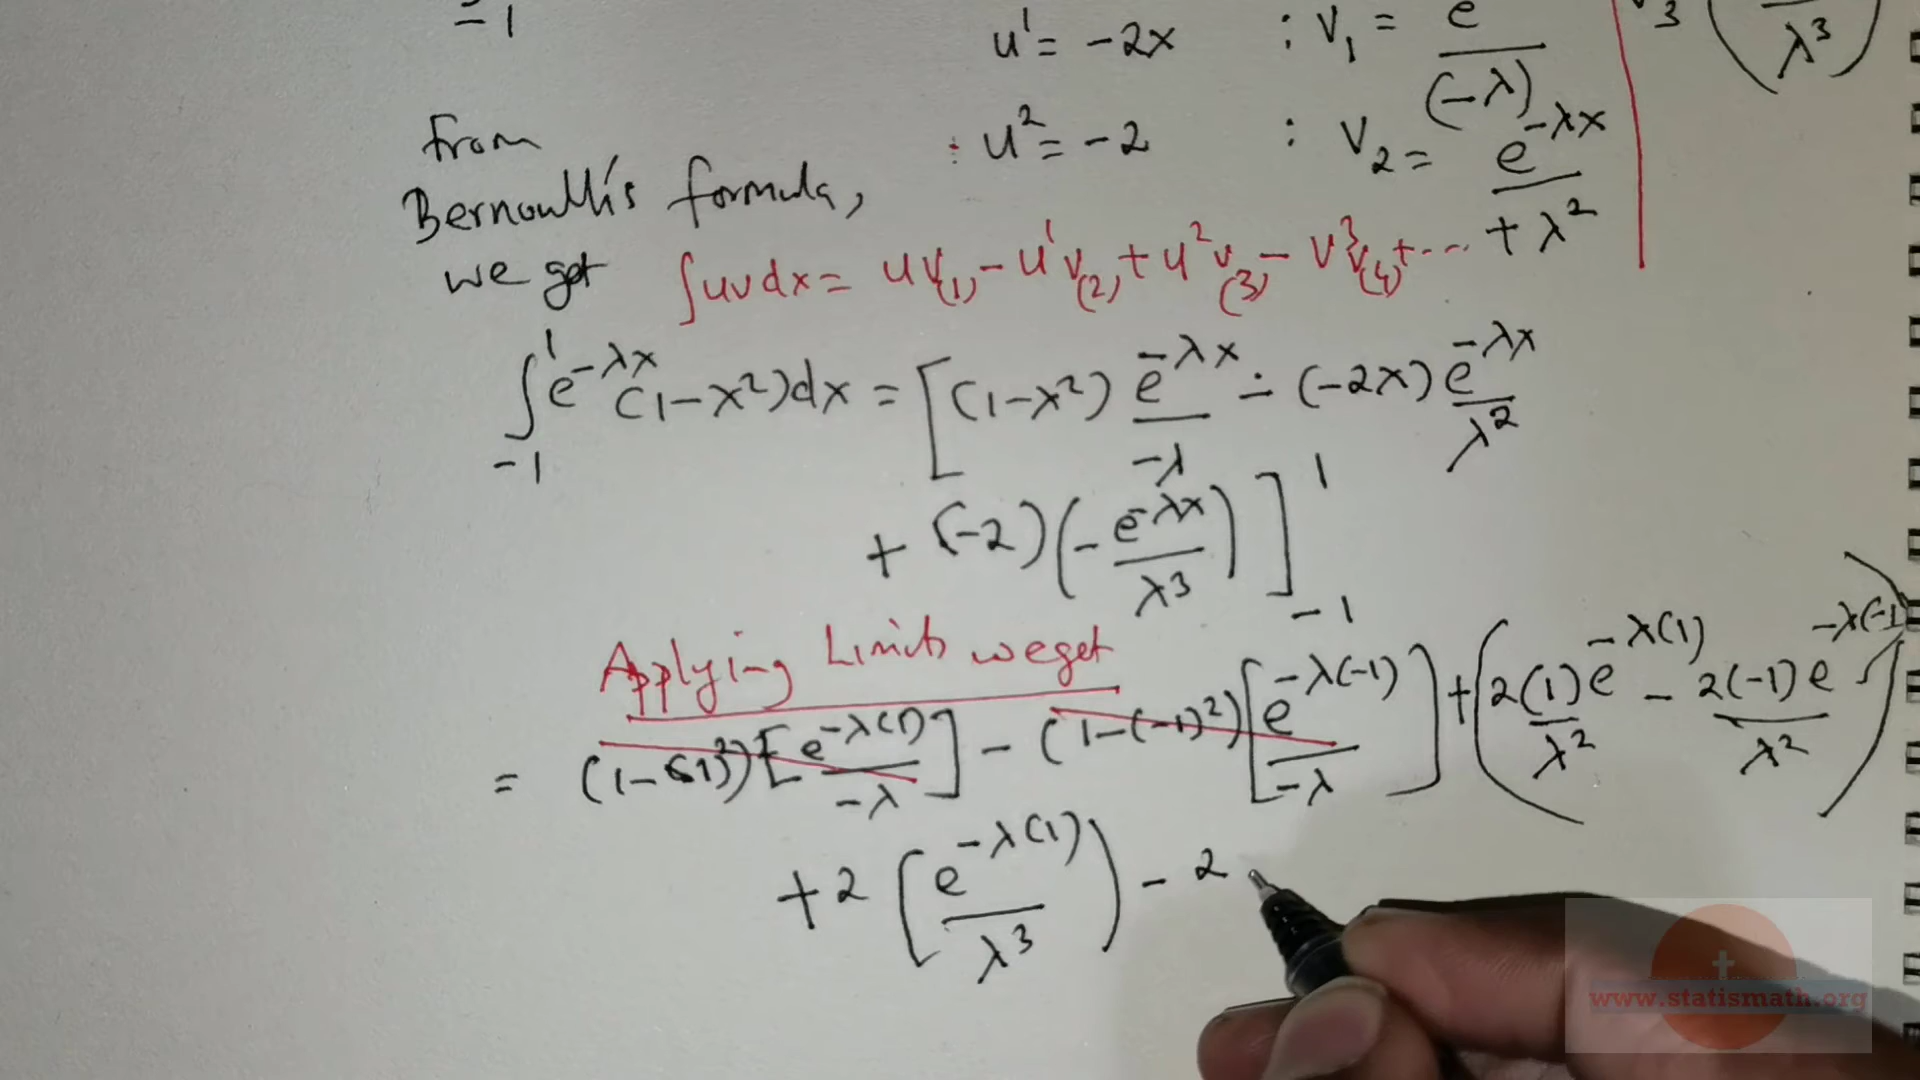 = -1
u' = -2x : v₁ = e / (-λ)
v₃ ( / λ³ )
From
: u² = -2 : v₂ = e^(-λx) / +λ²
Bernoulli's formula,
we get ∫uvdx = uv(1) - u'v(2) + u²v(3) - v³v(4) + ...
∫_{-1}^{1} e^(-λx) (1-x²)dx = [(1-x²) e^(-λx) / -λ - (-2x) e^(-λx) / λ²
+ (-2)(- e^(-λx) / λ³)]_{-1}^{1}
Applying Limits we get
= (1-(1)²)[e^(-λ(1)) / -λ] - (1-(-1)²)[e^(-λ(-1)) / -λ] + (2(1)e^(-λ(1)) / λ² - 2(-1)e^(-λ(-1)) / λ²)
+ 2 (e^(-λ(1)) / λ³) - 2
www.statismath.org